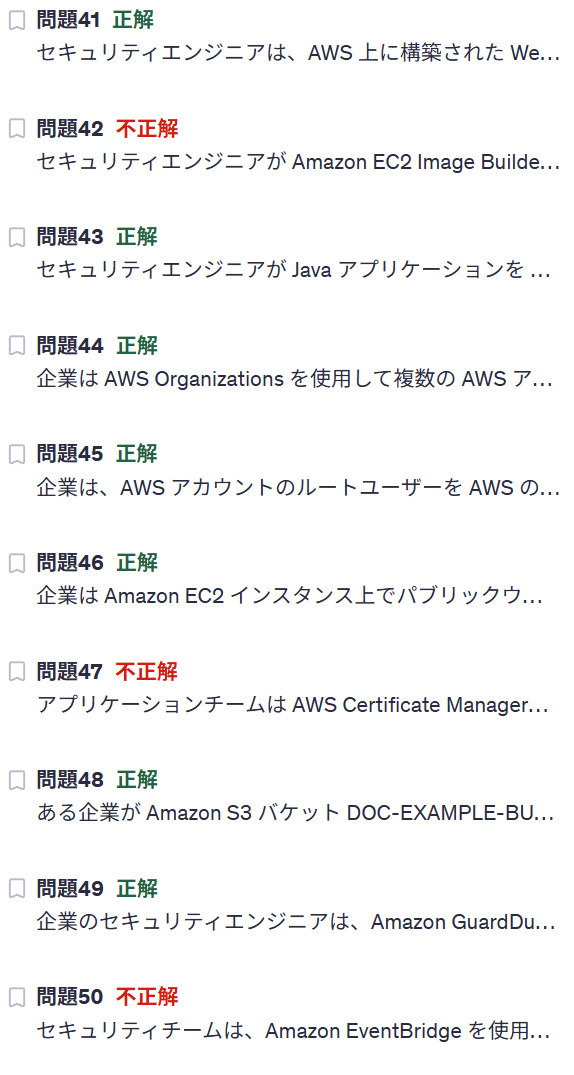 問題41 正解
セキュリティエンジニアは、AWS 上に構築された We...
問題42 不正解
セキュリティエンジニアが Amazon EC2 Image Builde...
問題43 正解
セキュリティエンジニアが Java アプリケーションを ...
問題44 正解
企業は AWS Organizations を使用して複数の AWS ア...
問題45 正解
企業は、AWS アカウントのルートユーザーを AWS の...
問題46 正解
企業は Amazon EC2 インスタンス上でパブリックウ...
問題47 不正解
アプリケーションチームは AWS Certificate Manager...
問題48 正解
ある企業が Amazon S3 バケット DOC-EXAMPLE-BU...
問題49 正解
企業のセキュリティエンジニアは、Amazon GuardDu...
問題50 不正解
セキュリティチームは、Amazon EventBridge を使用...